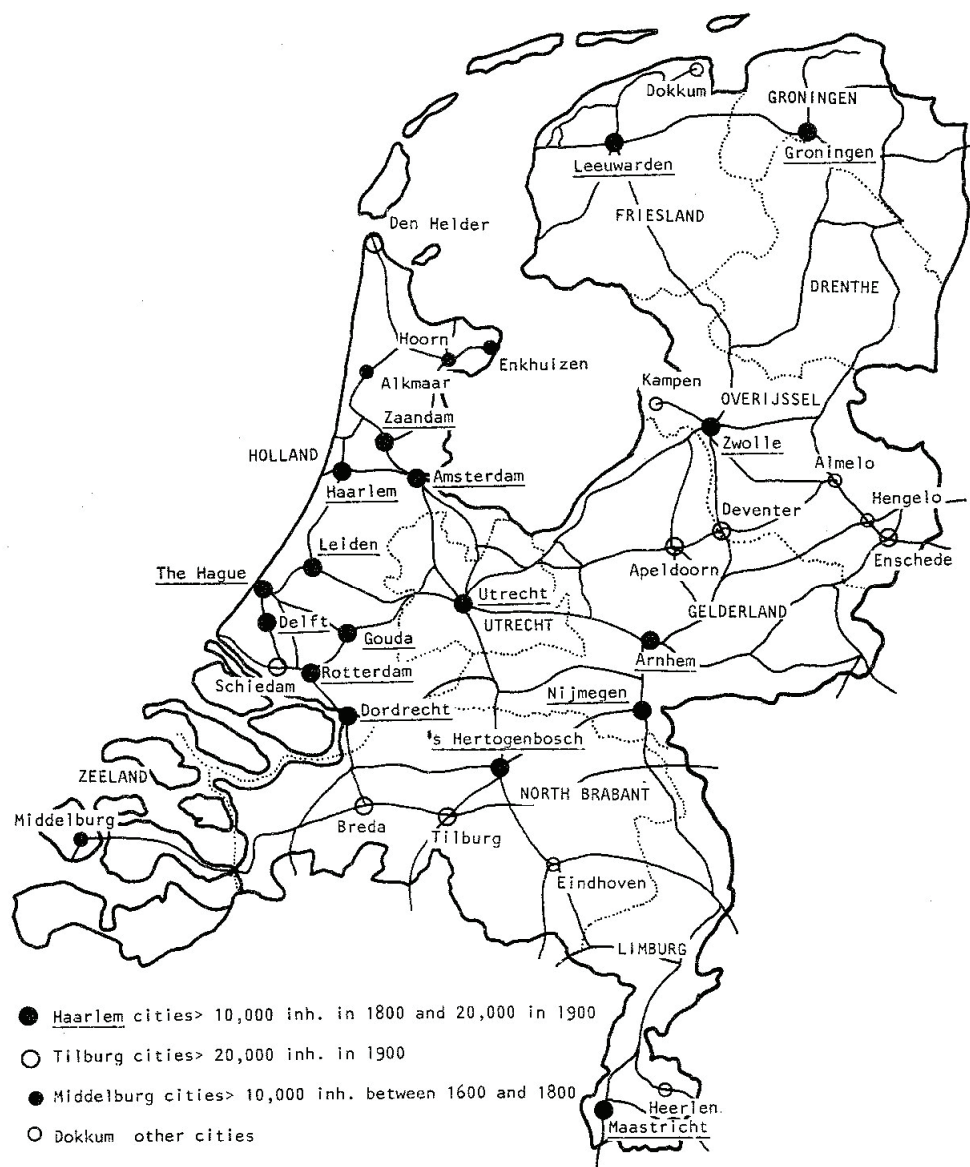 Dokkum
GRONINGEN
Leeuwarden
Groningen
FRIESLAND
Den Helder
DRENTHE
Hoorn
Enkhuizen
Alkmaar
Kampen
OVERIJSSEL
Zaandam
Zwolle
HOLLAND
Almelo
Haarlem
Amsterdam
Hengelo
Deventer
Leiden
Enschede
Apeldoorn
The Hague
Utrecht
GELDERLAND
Delft
UTRECHT
Gouda
Arnhem
Rotterdam
Schiedam
Nijmegen
Dordrecht
's Hertogenbosch
ZEELAND
NORTH BRABANT
Middelburg
Breda
Tilburg
Eindhoven
LIMBURG
Haarlem cities> 10,000 inh. in 1800 and 20,000 in 1900
Tilburg cities> 20,000 inh. in 1900
Middelburg cities> 10,000 inh. between 1600 and 1800
Dokkum other cities
Heerlen
Maastricht